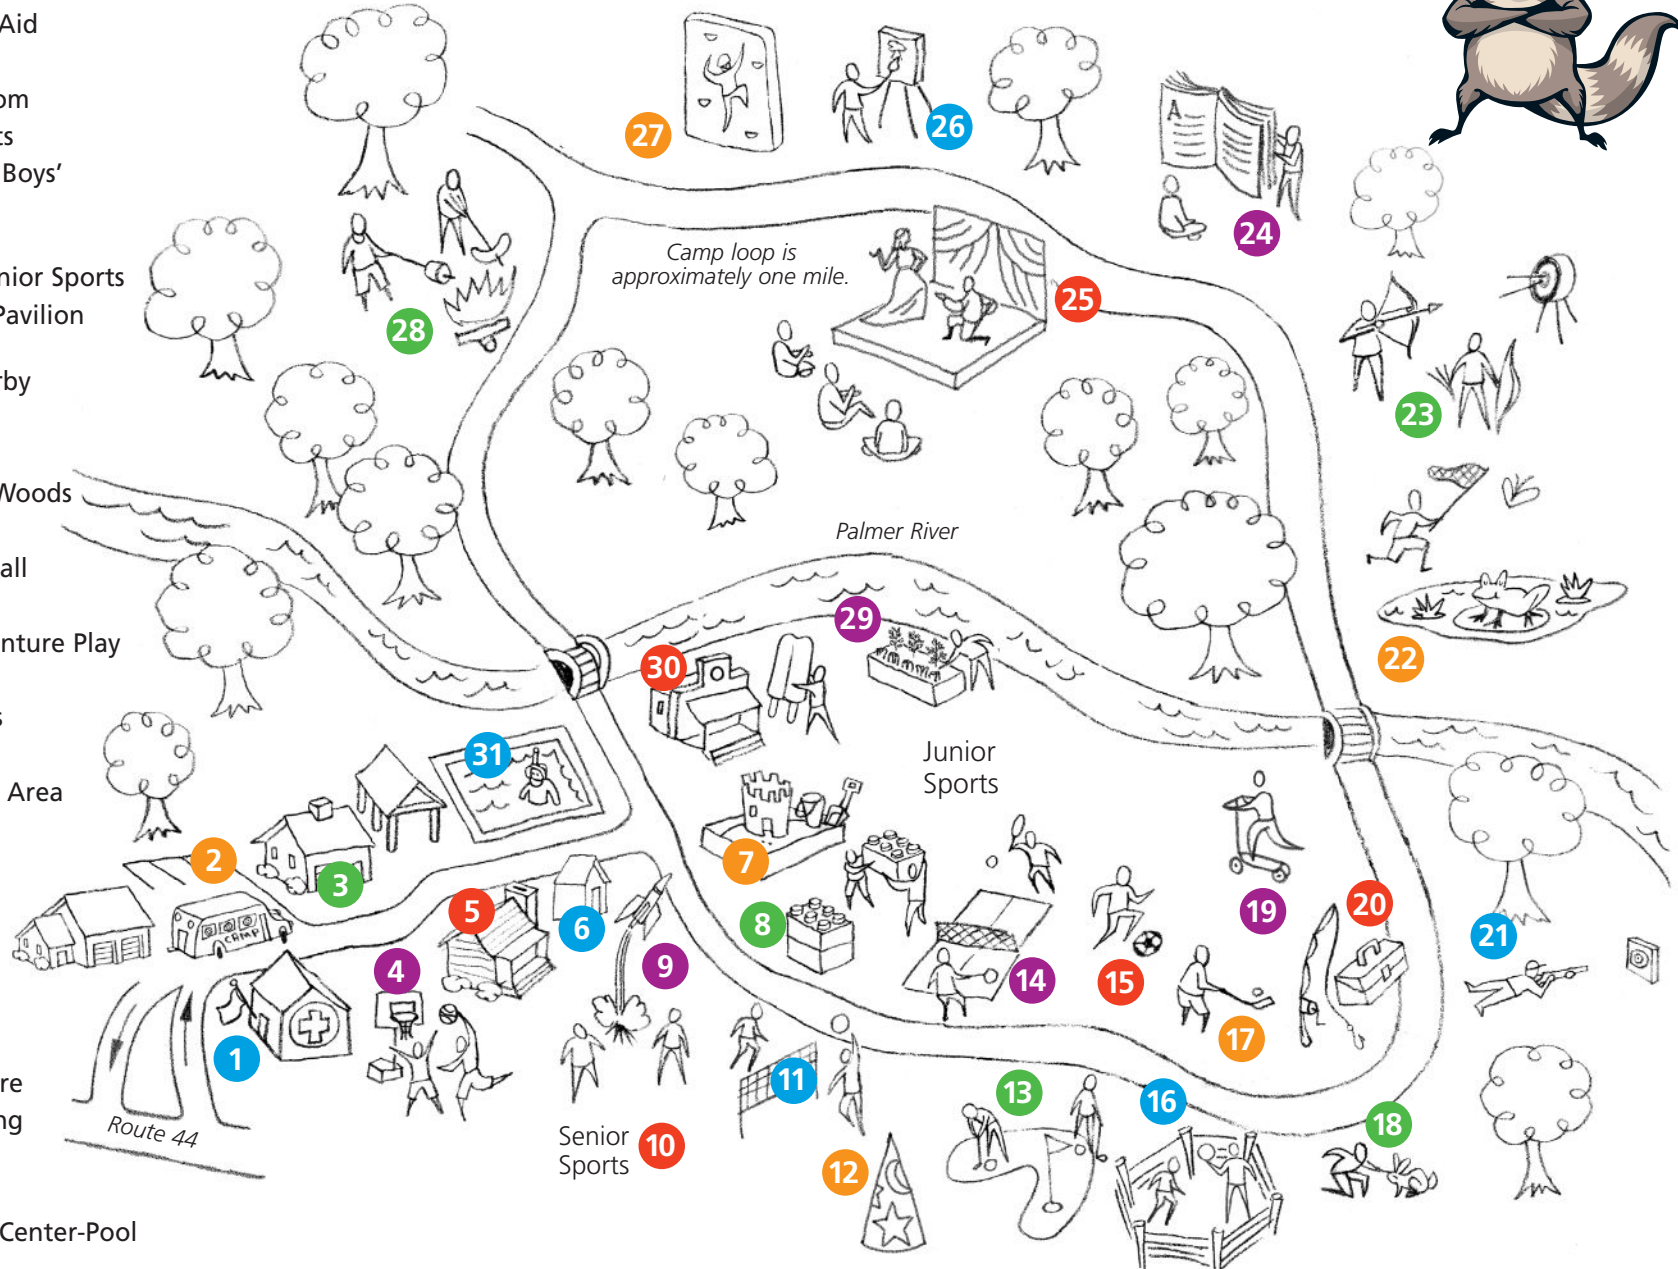 Aid
om
ts
Boys’
nior Sports
Pavilion
rby
Woods
all
nture Play
s
Area
re
ng
Center-Pool
27
26
24
A
Camp loop is
approximately one mile.
25
28
23
Palmer River
29
30
22
31
Junior
Sports
2
3
7
5
6
8
CAMP
19
20
21
4
9
14
15
1
17
11
13
16
Route 44
Senior
Sports
10
18
12